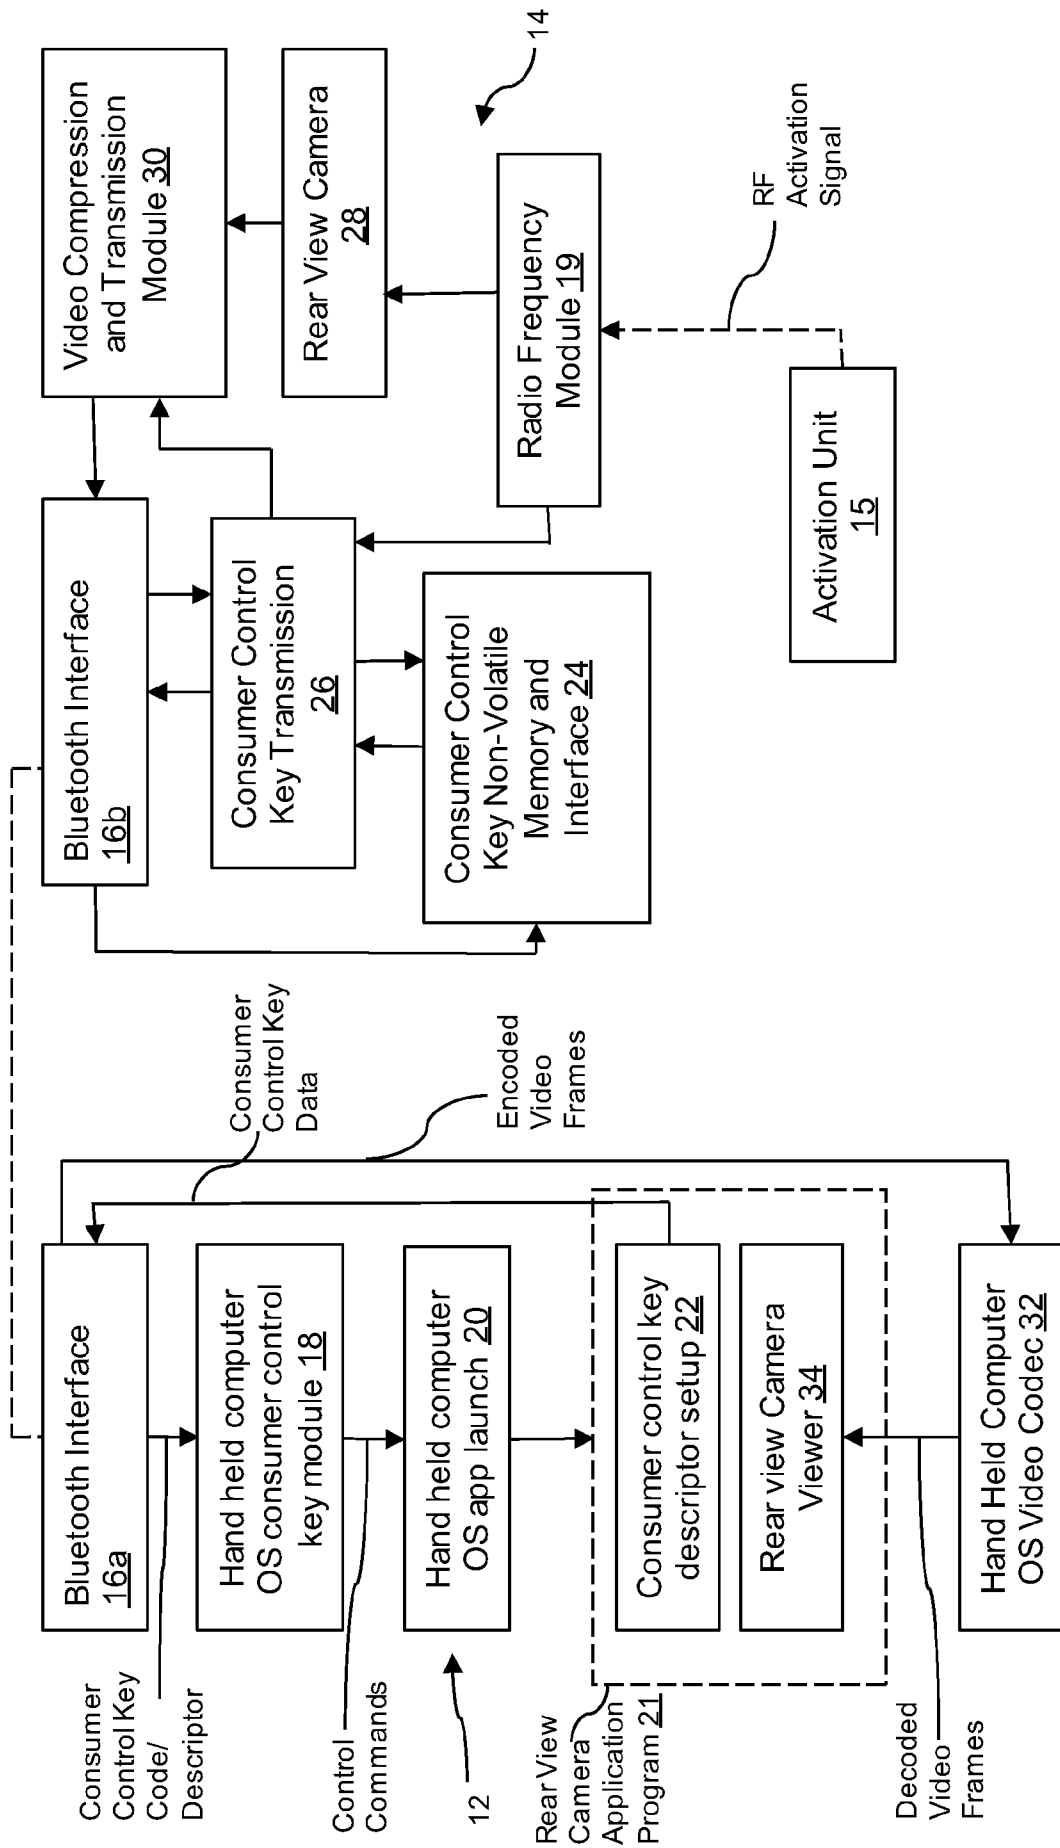 Bluetooth Interface
16a
Consumer
Control Key
Code/
Descriptor
Hand held computer
OS consumer control
key module 18
Control
Commands
Hand held computer
OS app launch 20
12
Rear View
Camera
Application
Program 21
Consumer control key
descriptor setup 22
Rear view Camera
Viewer 34
Decoded
Video
Frames
Hand Held Computer
OS Video Codec 32
Consumer
Control Key
Data
Encoded
Video
Frames
Bluetooth Interface
16b
Consumer Control
Key Transmission
26
Consumer Control
Key Non-Volatile
Memory and
Interface 24
Video Compression
and Transmission
Module 30
Rear View Camera
28
14
Radio Frequency
Module 19
RF
Activation
Signal
Activation Unit
15